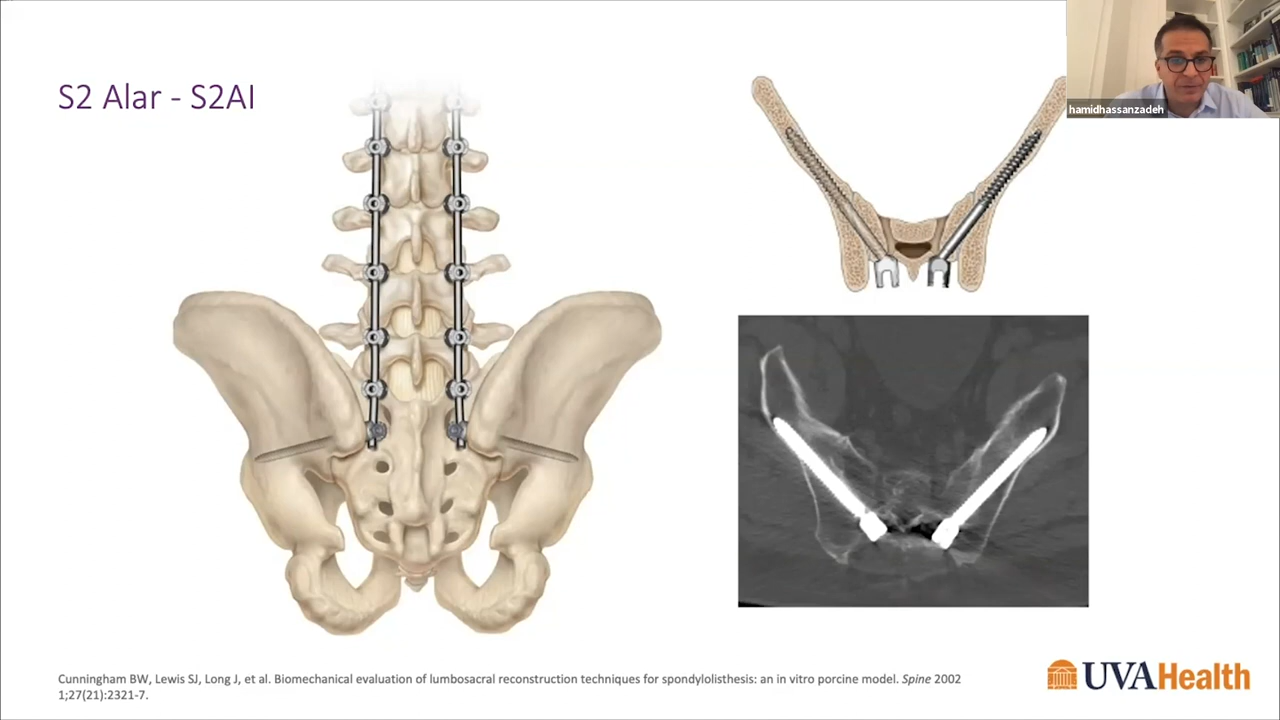 S2 Alar - S2AI
hamidhassanzadeh
Cunningham BW, Lewis SJ, Long J, et al. Biomechanical evaluation of lumbosacral reconstruction techniques for spondylolisthesis: an in vitro porcine model. Spine 2002
1;27(21):2321-7.
UVAHealth